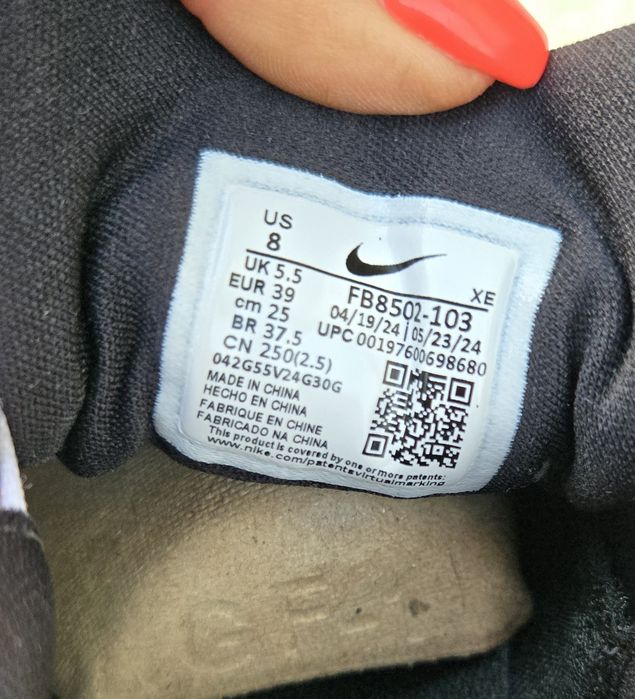 US
8
XE
UK 5.5
EUR 39
cm 25
BR 37.5
CN 250(2.5)
FB8502-103
04/19/24 | 05/23/24
UPC 00197600698680
042G55V24G30G
MADE IN CHINA
HECHO EN CHINA
FABRIQUE EN CHINE
FABRICADO NA CHINA
This product is covered by one or more patents:
www.nike.com/patentsvirtualmarking